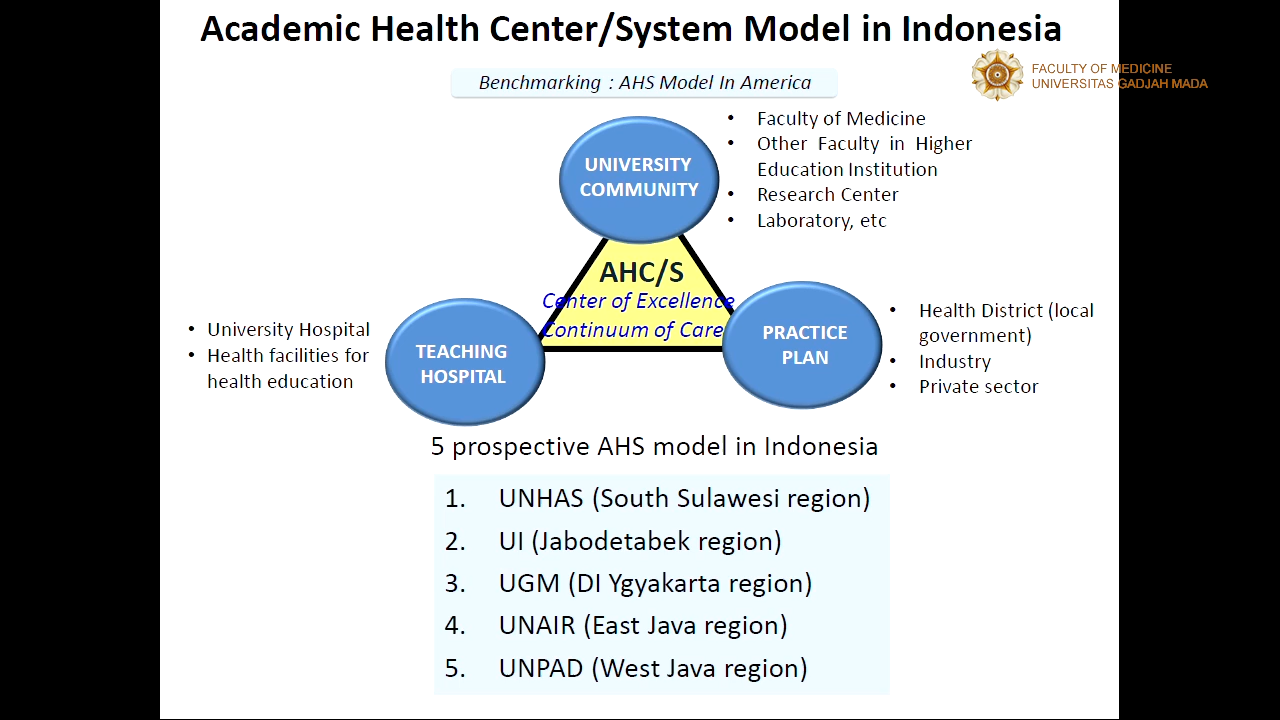 Academic Health Center/System Model in Indonesia
Benchmarking : AHS Model In America
FACULTY OF MEDICINE
UNIVERSITAS GADJAH MADA
UNIVERSITY
COMMUNITY
• Faculty of Medicine
• Other Faculty in Higher
Education Institution
• Research Center
• Laboratory, etc
AHC/S
Center of Excellence
Continuum of Care
• University Hospital
• Health facilities for
health education
TEACHING
HOSPITAL
PRACTICE
PLAN
• Health District (local
government)
• Industry
• Private sector
5 prospective AHS model in Indonesia
1. UNHAS (South Sulawesi region)
2. UI (Jabodetabek region)
3. UGM (DI Ygyakarta region)
4. UNAIR (East Java region)
5. UNPAD (West Java region)